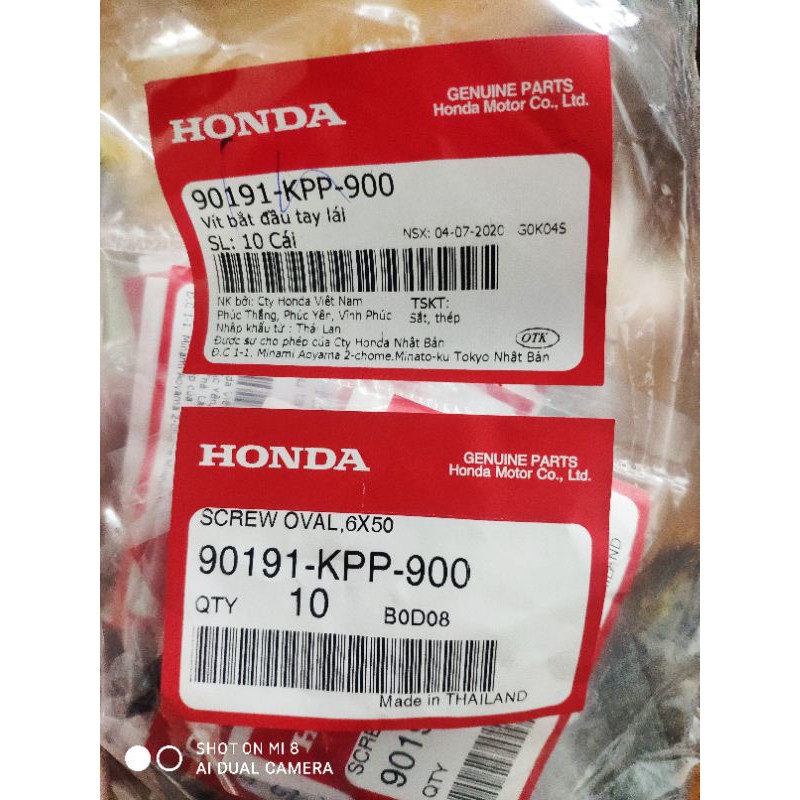 HONDA
GENUINE PARTS
Honda Motor Co., Ltd.
90191-KPP-900
Vít bắt đầu tay lái
SL: 10 Cái
NSX: 04-07-2020 G0K04S
NK bởi: Cty Honda Việt Nam
Phúc Thắng, Phúc Yên, Vĩnh Phúc
Nhập khẩu từ : Thái Lan
TSKT:
Sắt, thép
Được sự cho phép của Cty Honda Nhật Bản
Đ.C 1-1, Minami Aoyama 2-chome.Minato-ku Tokyo Nhật Bản
OTK
HONDA
GENUINE PARTS
Honda Motor Co., Ltd.
SCREW OVAL,6X50
90191-KPP-900
QTY 10 B0D08
Made in THAILAND
SCRE
9019
QTY
SHOT ON MI 8
AI DUAL CAMERA